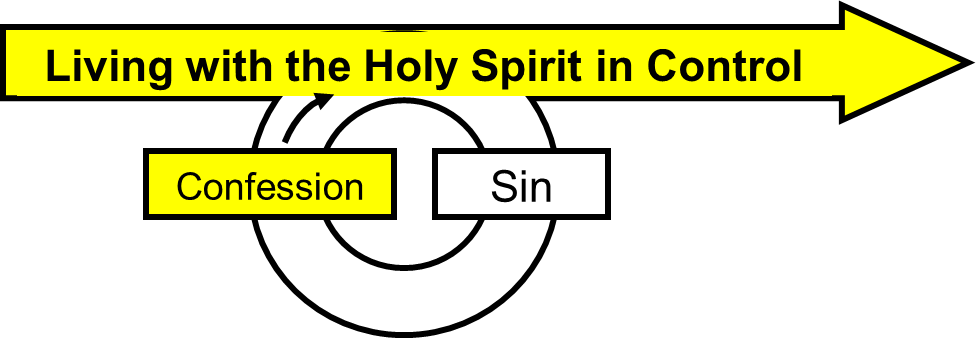 Living with the Holy Spirit in Control
Confession
Sin